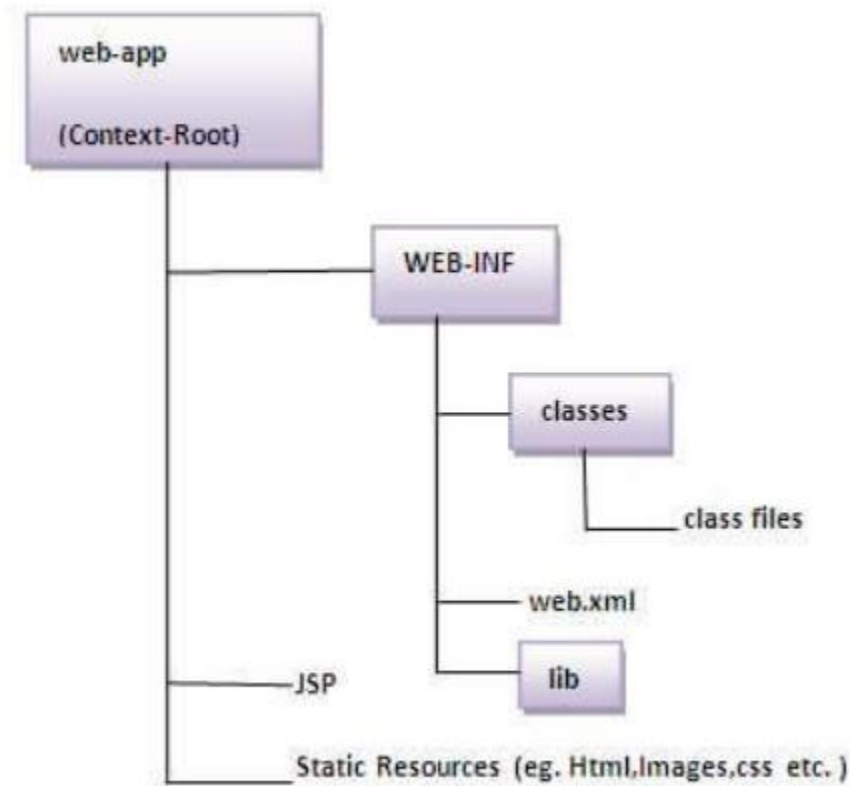 web-app
(Context-Root)
WEB-INF
classes
class files
web.xml
lib
JSP
Static Resources (eg. Html,Images,css etc. )